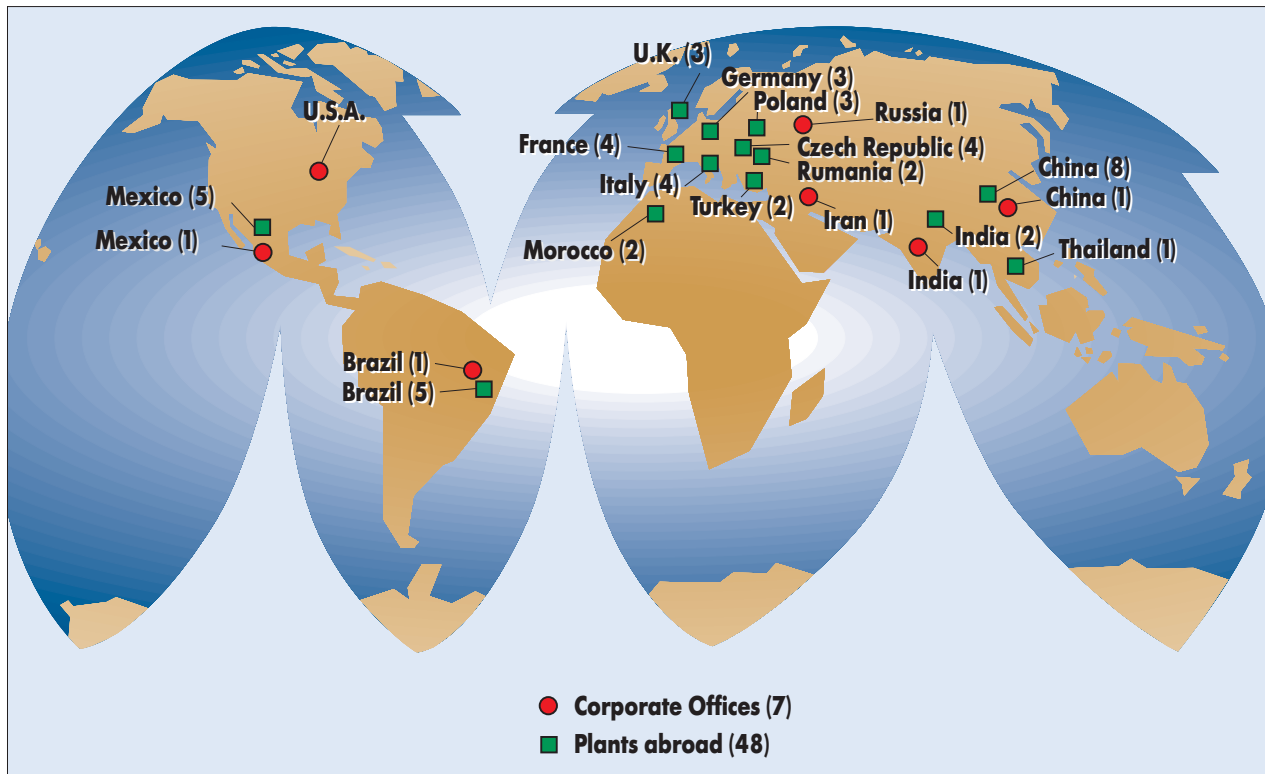 U.K. (3)
Germany (3)
Poland (3)
U.S.A.
Russia (1)
France (4)
Czech Republic (4)
Rumania (2)
China (8)
Italy (4)
Mexico (5)
China (1)
Turkey (2)
Iran (1)
Mexico (1)
India (2)
Morocco (2)
Thailand (1)
India (1)
Brazil (1)
Brazil (5)
Corporate Offices (7)
Plants abroad (48)